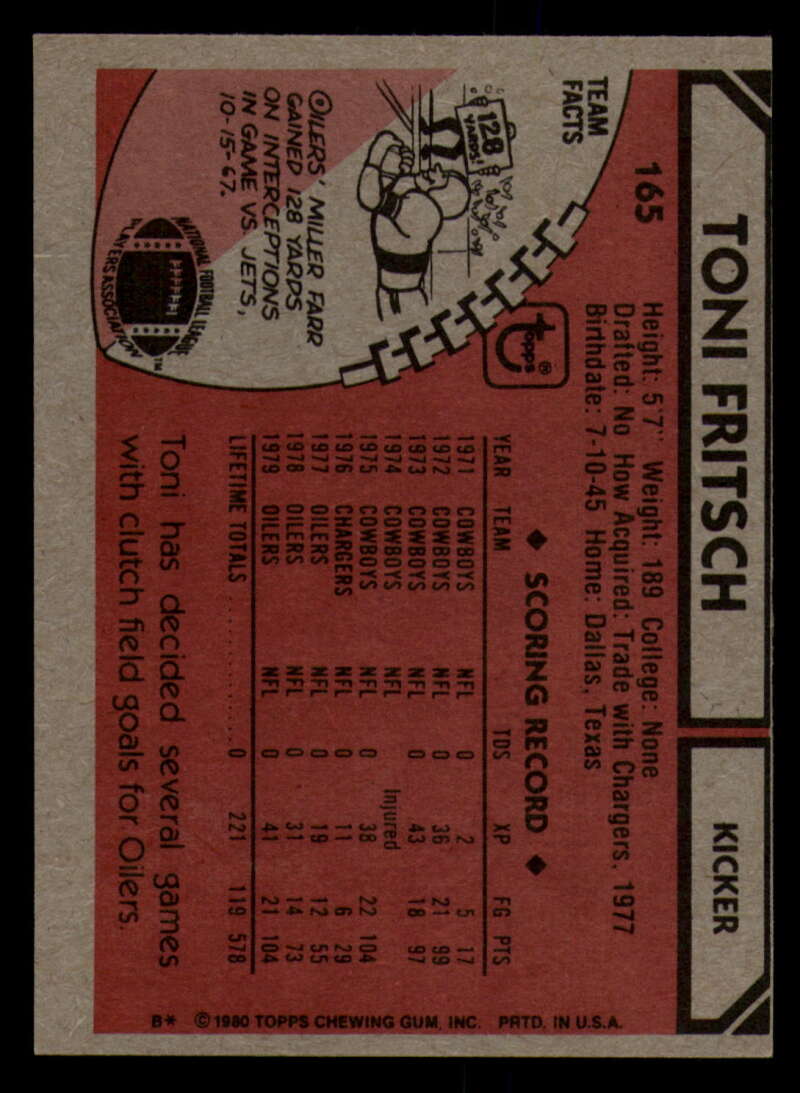 TONI FRITSCH
KICKER
165
Height: 5'7" Weight: 189 College: None
Drafted: No How Acquired: Trade with Chargers, 1977
Birthdate: 7-10-45 Home: Dallas, Texas
TEAM
FACTS
128
YARDS!
OILERS' MILLER FARR
GAINED 128 YARDS
ON INTERCEPTIONS
IN GAME VS. JETS,
10-15-67.
NATIONAL FOOTBALL LEAGUE
PLAYERS ASSOCIATION
TM
topps®
◆ SCORING RECORD ◆
YEAR TEAM TDS XP FG PTS
1971 COWBOYS NFL 0 2 5 17
1972 COWBOYS NFL 0 36 21 99
1973 COWBOYS NFL 0 43 18 97
1974 COWBOYS NFL Injured
1975 COWBOYS NFL 0 38 22 104
1976 CHARGERS NFL 0 11 6 29
1977 OILERS NFL 0 19 12 55
1978 OILERS NFL 0 31 14 73
1979 OILERS NFL 0 41 21 104
LIFETIME TOTALS .............. 0 221 119 578
Toni has decided several games
with clutch field goals for Oilers.
B* © 1980 TOPPS CHEWING GUM, INC. PRTD. IN U.S.A.